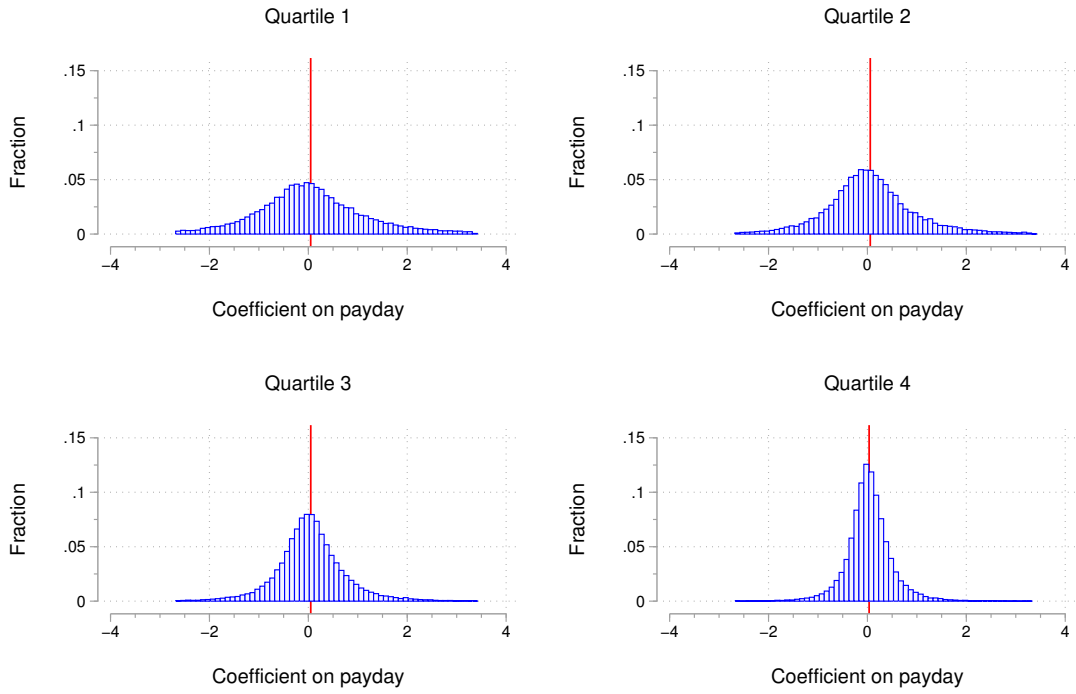 Quartile 1
Fraction
.15
.1
.05
0
−4 −2 0 2 4
Coefficient on payday
Quartile 2
Fraction
.15
.1
.05
0
−4 −2 0 2 4
Coefficient on payday
Quartile 3
Fraction
.15
.1
.05
0
−4 −2 0 2 4
Coefficient on payday
Quartile 4
Fraction
.15
.1
.05
0
−4 −2 0 2 4
Coefficient on payday